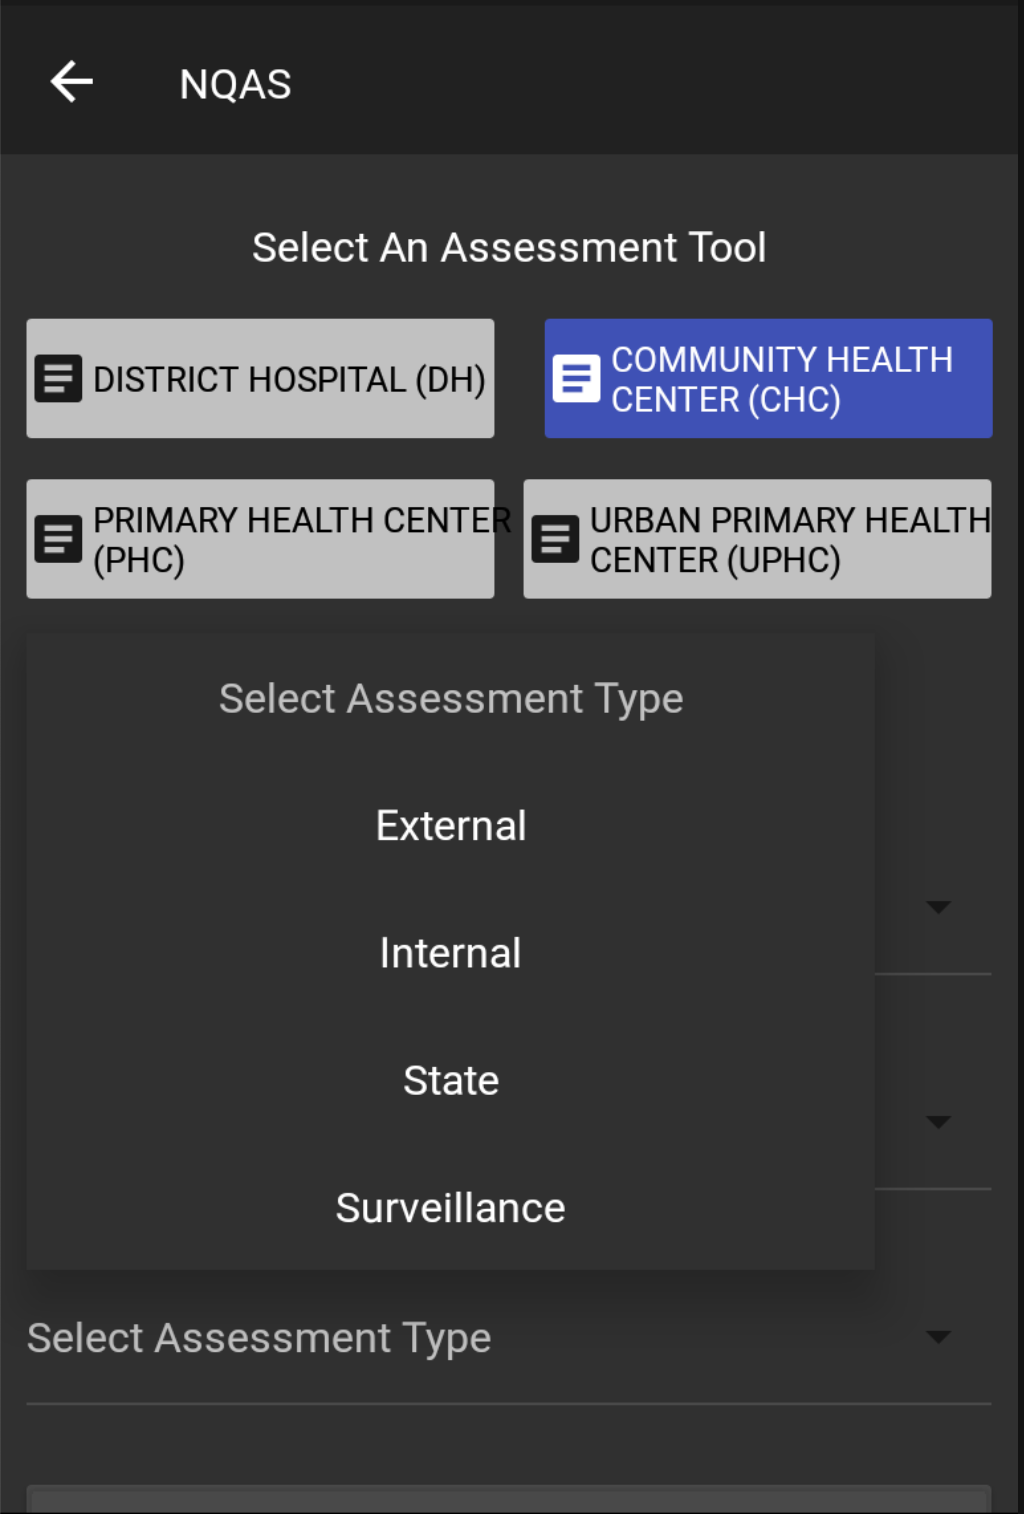 NQAS
Select An Assessment Tool
DISTRICT HOSPITAL (DH)
COMMUNITY HEALTH
CENTER (CHC)
PRIMARY HEALTH CENTER
(PHC)
URBAN PRIMARY HEALTH
CENTER (UPHC)
Select Assessment Type
External
Internal
State
Surveillance
Select Assessment Type